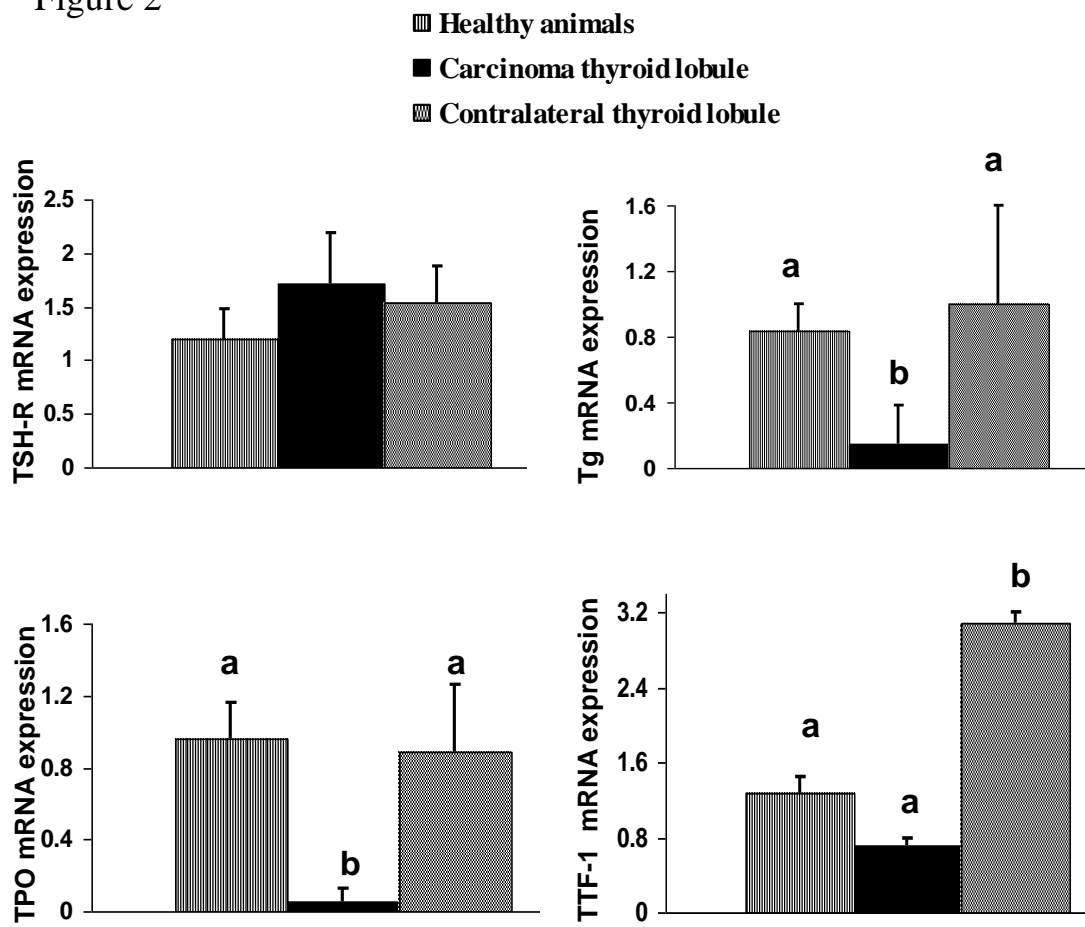 Figure 2
Healthy animals
Carcinoma thyroid lobule
Contralateral thyroid lobule
TSH-R mRNA expression
2.5
2
1.5
1
0.5
0
Tg mRNA expression
1.6
1.2
0.8
0.4
0
a
b
a
TPO mRNA expression
1.6
1.2
0.8
0.4
0
a
b
a
TTF-1 mRNA expression
3.2
2.4
1.6
0.8
0
a
a
b